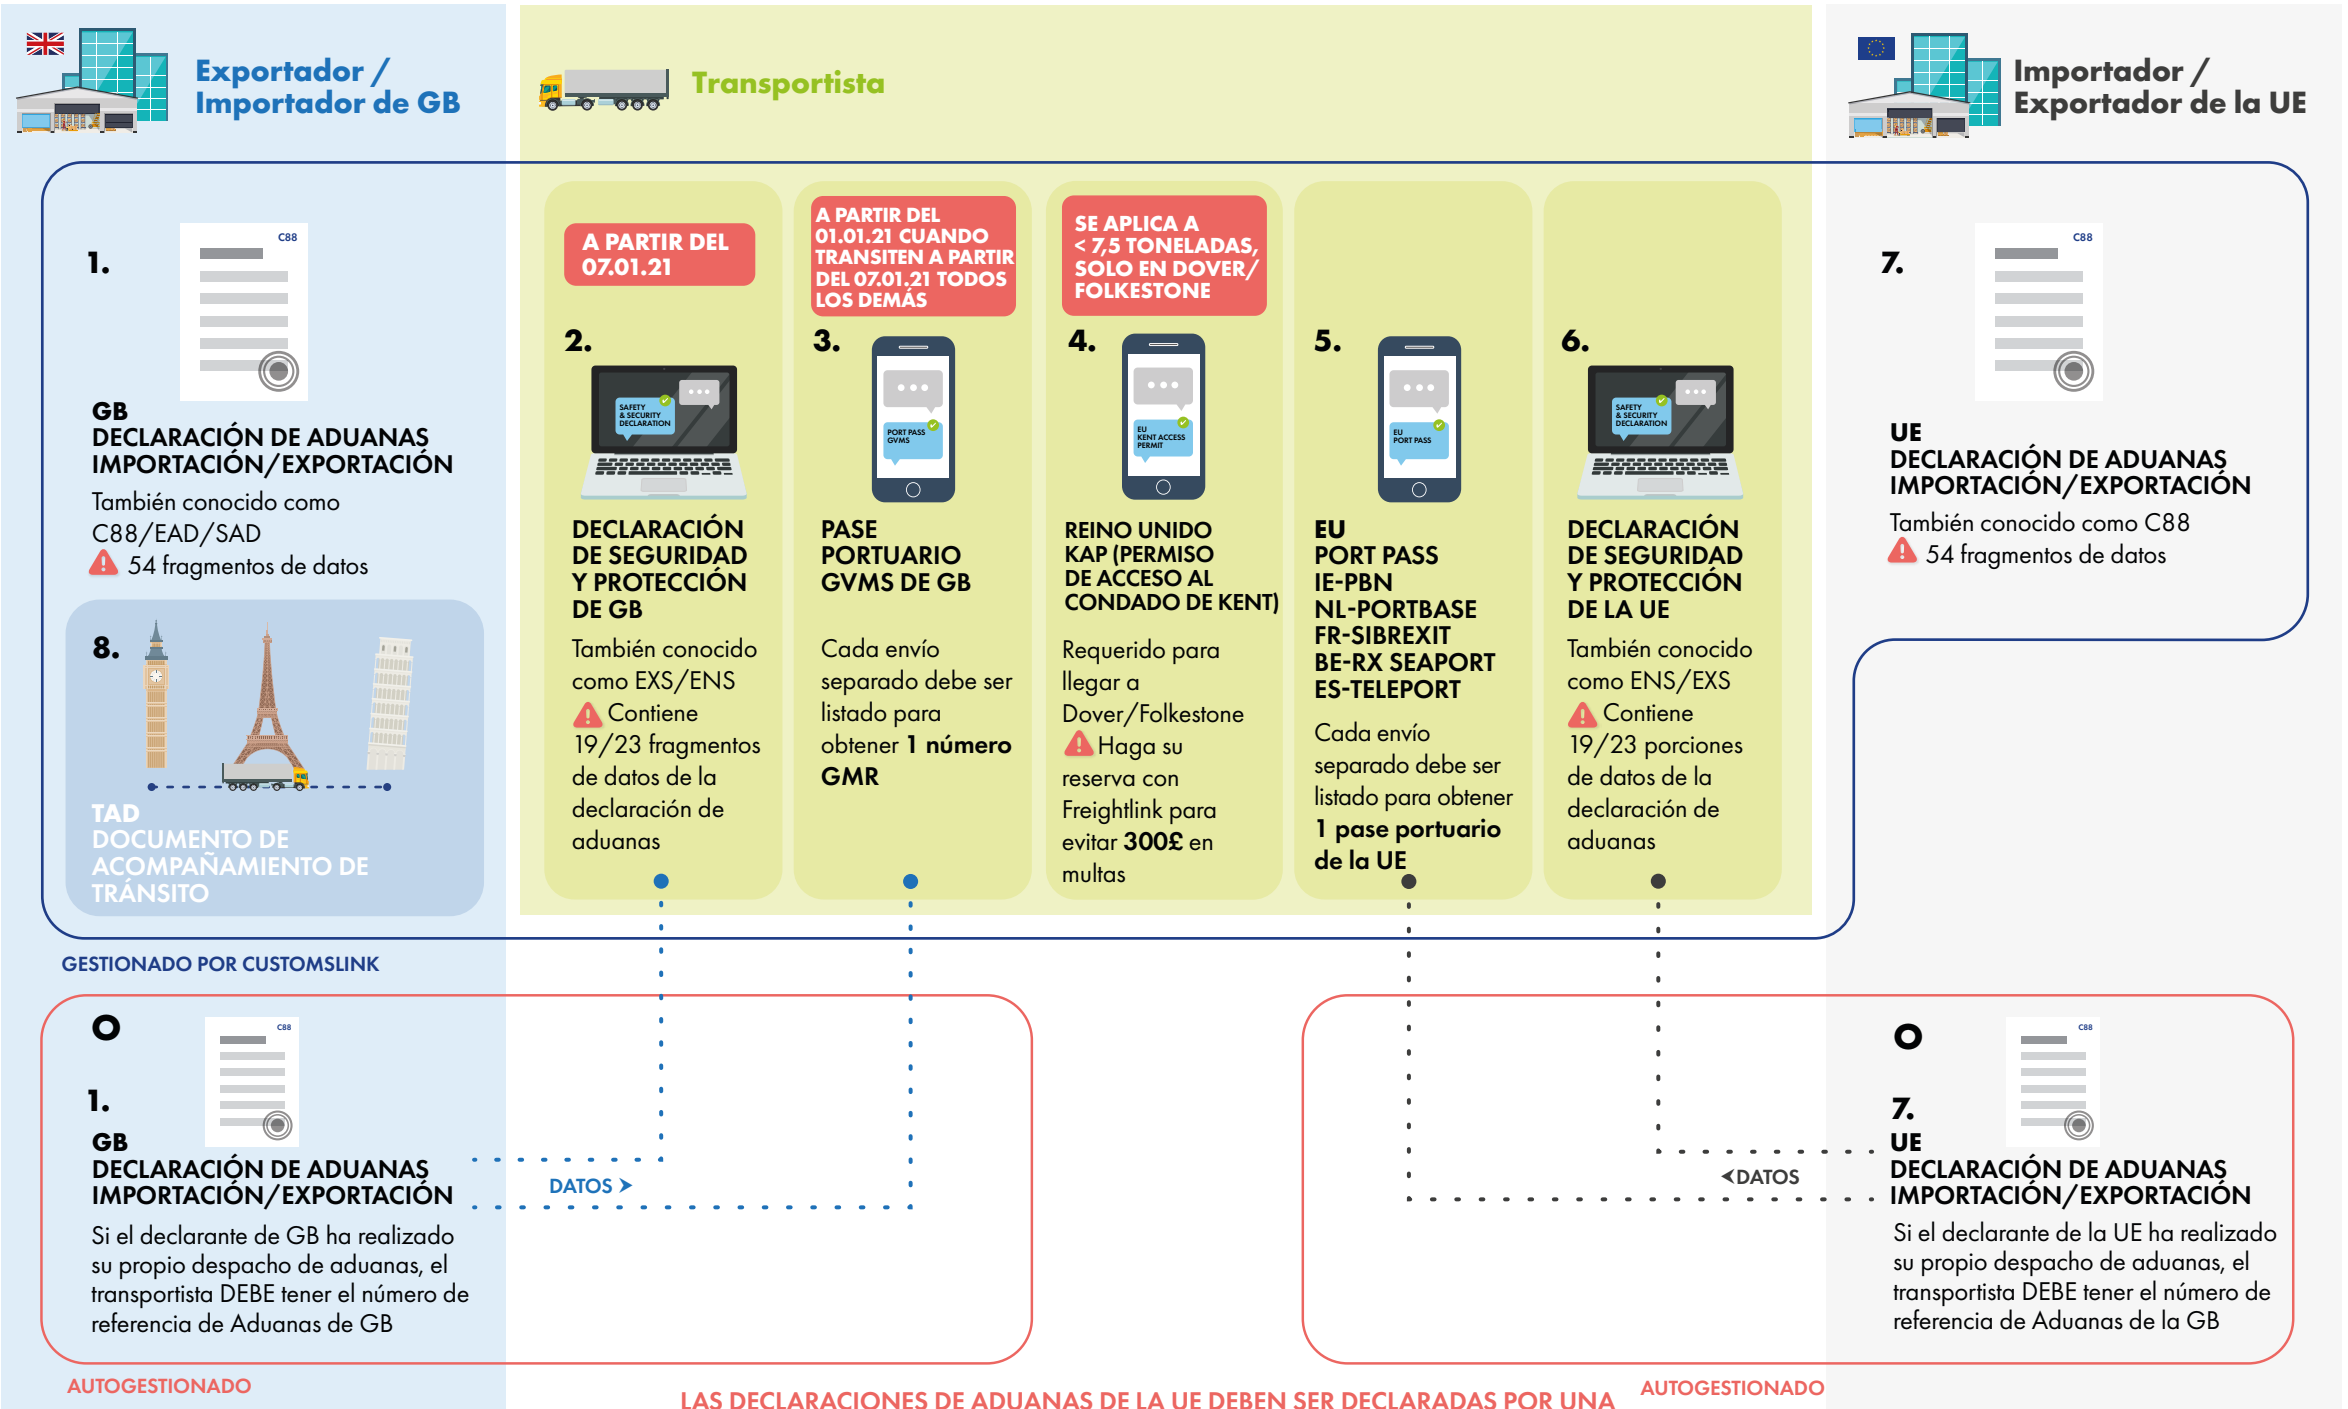 Exportador /
Importador de GB
Transportista
Importador /
Exportador de la UE
1.
C88
GB
DECLARACIÓN DE ADUANAS
IMPORTACIÓN/EXPORTACIÓN
También conocido como
C88/EAD/SAD
54 fragmentos de datos
8.
TAD
DOCUMENTO DE
ACOMPAÑAMIENTO DE
TRÁNSITO
A PARTIR DEL
07.01.21
2.
SAFETY
& SECURITY
DECLARATION
DECLARACIÓN
DE SEGURIDAD
Y PROTECCIÓN
DE GB
También conocido
como EXS/ENS
Contiene
19/23 fragmentos
de datos de la
declaración de
aduanas
A PARTIR DEL
01.01.21 CUANDO
TRANSITEN A PARTIR
DEL 07.01.21 TODOS
LOS DEMÁS
3.
PORT PASS
GVMS
PASE
PORTUARIO
GVMS DE GB
Cada envío
separado debe ser
listado para
obtener 1 número
GMR
SE APLICA A
< 7,5 TONELADAS,
SOLO EN DOVER/
FOLKESTONE
4.
EU
KENT ACCESS
PERMIT
REINO UNIDO
KAP (PERMISO
DE ACCESO AL
CONDADO DE KENT)
Requerido para
llegar a
Dover/Folkestone
Haga su
reserva con
Freightlink para
evitar 300£ en
multas
5.
EU
PORT PASS
EU
PORT PASS
IE-PBN
NL-PORTBASE
FR-SIBREXIT
BE-RX SEAPORT
ES-TELEPORT
Cada envío
separado debe ser
listado para obtener
1 pase portuario
de la UE
6.
SAFETY
& SECURITY
DECLARATION
DECLARACIÓN
DE SEGURIDAD
Y PROTECCIÓN
DE LA UE
También conocido
como ENS/EXS
Contiene
19/23 porciones
de datos de la
declaración de
aduanas
7.
C88
UE
DECLARACIÓN DE ADUANAS
IMPORTACIÓN/EXPORTACIÓN
También conocido como C88
54 fragmentos de datos
GESTIONADO POR CUSTOMSLINK
O
C88
1.
GB
DECLARACIÓN DE ADUANAS
IMPORTACIÓN/EXPORTACIÓN
Si el declarante de GB ha realizado
su propio despacho de aduanas, el
transportista DEBE tener el número de
referencia de Aduanas de GB
DATOS
AUTOGESTIONADO
O
C88
7.
UE
DECLARACIÓN DE ADUANAS
IMPORTACIÓN/EXPORTACIÓN
Si el declarante de la UE ha realizado
su propio despacho de aduanas, el
transportista DEBE tener el número de
referencia de Aduanas de la GB
DATOS
AUTOGESTIONADO
LAS DECLARACIONES DE ADUANAS DE LA UE DEBEN SER DECLARADAS POR UNA